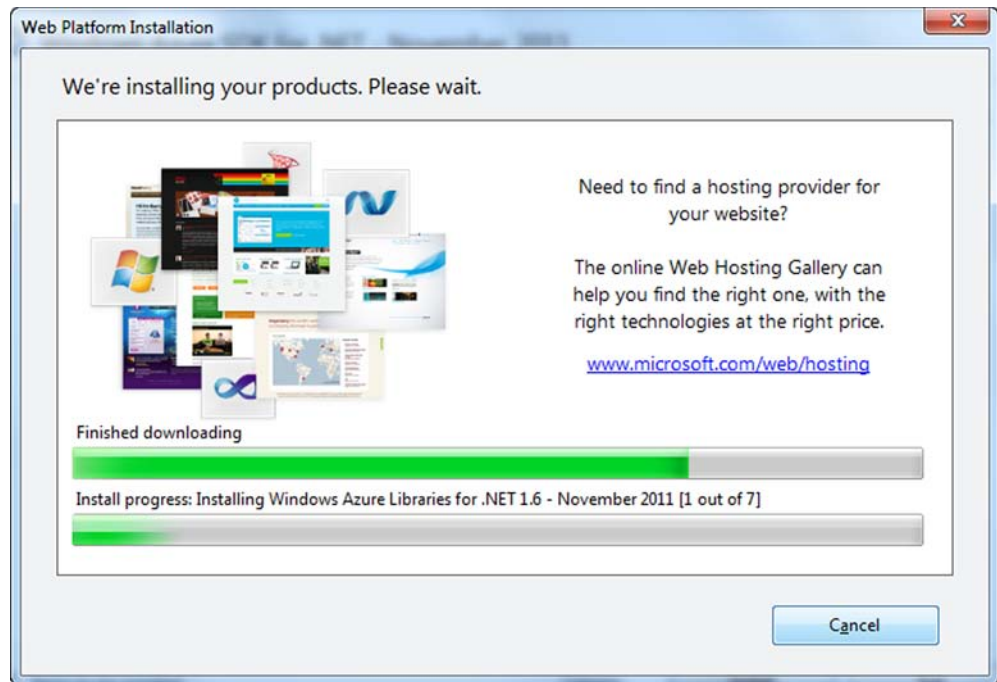 Web Platform Installation
We're installing your products. Please wait.
Need to find a hosting provider for
your website?
The online Web Hosting Gallery can
help you find the right one, with the
right technologies at the right price.
www.microsoft.com/web/hosting
Finished downloading
Install progress: Installing Windows Azure Libraries for .NET 1.6 - November 2011 [1 out of 7]
Cancel